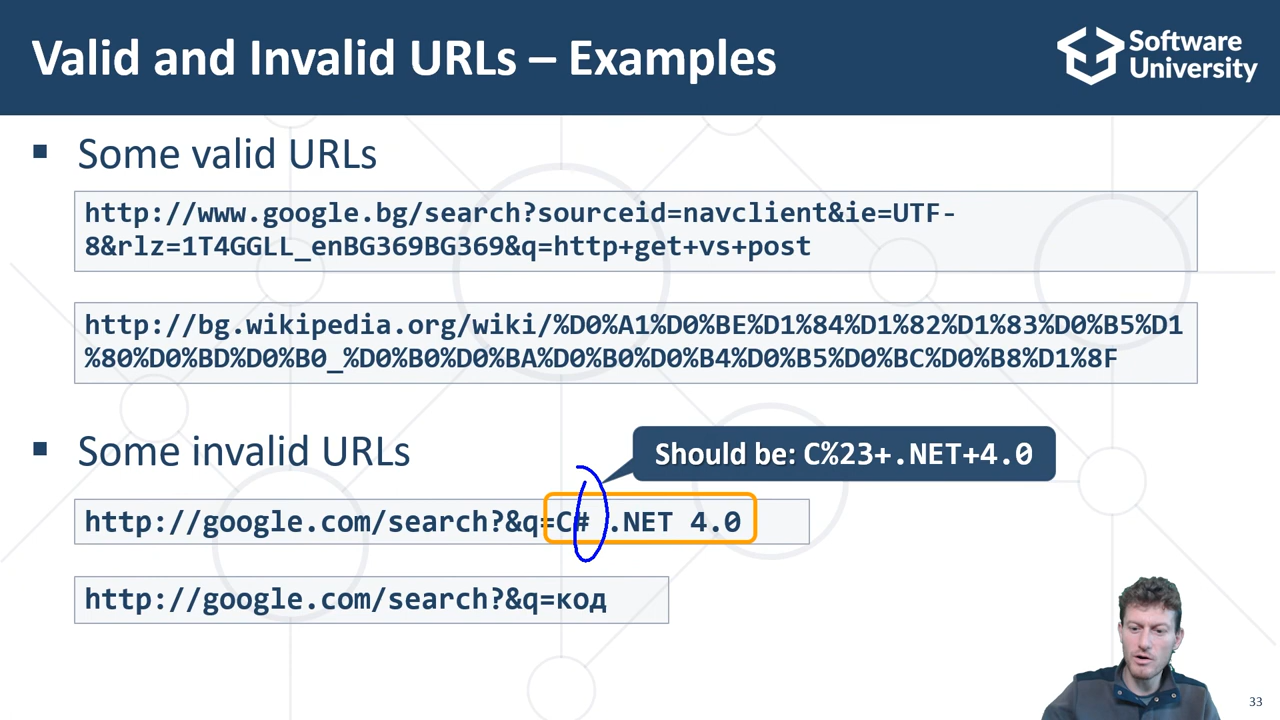 Valid and Invalid URLs – Examples
Software
University
Some valid URLs
http://www.google.bg/search?sourceid=navclient&ie=UTF-
8&rlz=1T4GGLL_enBG369BG369&q=http+get+vs+post
http://bg.wikipedia.org/wiki/%D0%A1%D0%BE%D1%84%D1%82%D1%83%D0%B5%D1
%80%D0%BD%D0%B0_%D0%B0%D0%BA%D0%B0%D0%B4%D0%B5%D0%BC%D0%B8%D1%8F
Some invalid URLs
Should be: C%23+.NET+4.0
http://google.com/search?&q=C# .NET 4.0
http://google.com/search?&q=код
33